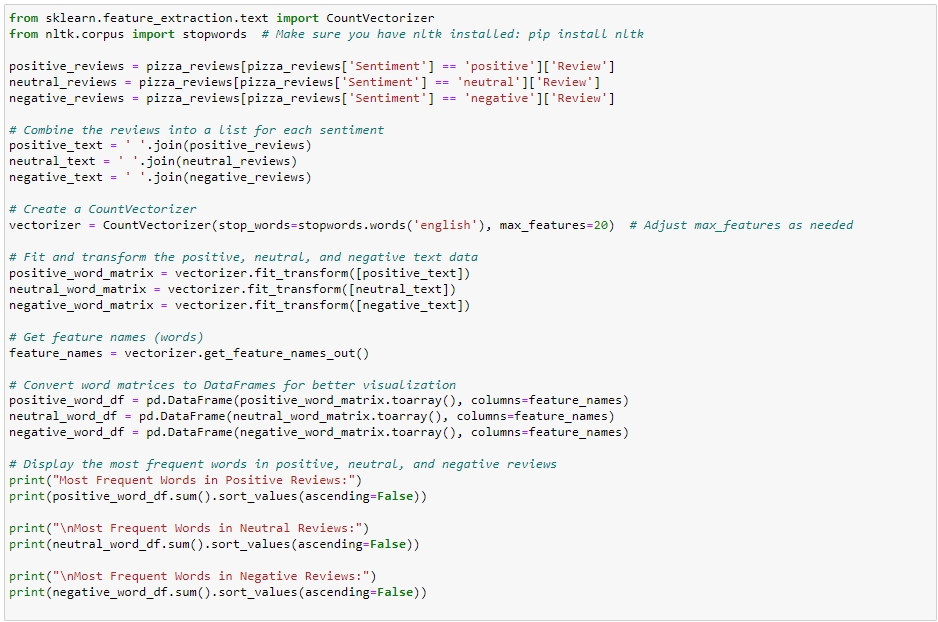 from sklearn.feature_extraction.text import CountVectorizer
from nltk.corpus import stopwords  # Make sure you have nltk installed: pip install nltk

positive_reviews = pizza_reviews[pizza_reviews['Sentiment'] == 'positive']['Review']
neutral_reviews = pizza_reviews[pizza_reviews['Sentiment'] == 'neutral']['Review']
negative_reviews = pizza_reviews[pizza_reviews['Sentiment'] == 'negative']['Review']

# Combine the reviews into a list for each sentiment
positive_text = ' '.join(positive_reviews)
neutral_text = ' '.join(neutral_reviews)
negative_text = ' '.join(negative_reviews)

# Create a CountVectorizer
vectorizer = CountVectorizer(stop_words=stopwords.words('english'), max_features=20)  # Adjust max_features as needed

# Fit and transform the positive, neutral, and negative text data
positive_word_matrix = vectorizer.fit_transform([positive_text])
neutral_word_matrix = vectorizer.fit_transform([neutral_text])
negative_word_matrix = vectorizer.fit_transform([negative_text])

# Get feature names (words)
feature_names = vectorizer.get_feature_names_out()

# Convert word matrices to DataFrames for better visualization
positive_word_df = pd.DataFrame(positive_word_matrix.toarray(), columns=feature_names)
neutral_word_df = pd.DataFrame(neutral_word_matrix.toarray(), columns=feature_names)
negative_word_df = pd.DataFrame(negative_word_matrix.toarray(), columns=feature_names)

# Display the most frequent words in positive, neutral, and negative reviews
print("Most Frequent Words in Positive Reviews:")
print(positive_word_df.sum().sort_values(ascending=False))

print("\nMost Frequent Words in Neutral Reviews:")
print(neutral_word_df.sum().sort_values(ascending=False))

print("\nMost Frequent Words in Negative Reviews:")
print(negative_word_df.sum().sort_values(ascending=False))